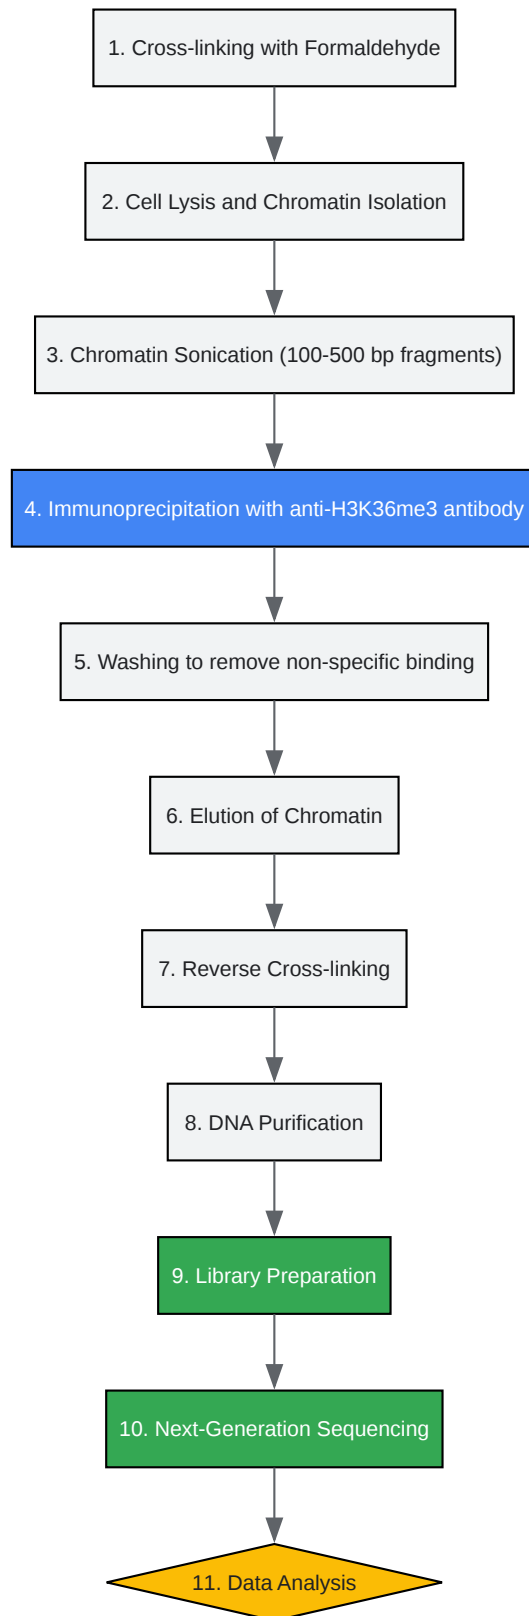 1. Cross-linking with Formaldehyde
2. Cell Lysis and Chromatin Isolation
3. Chromatin Sonication (100-500 bp fragments)
4. Immunoprecipitation with anti-H3K36me3 antibody
5. Washing to remove non-specific binding
6. Elution of Chromatin
7. Reverse Cross-linking
8. DNA Purification
9. Library Preparation
10. Next-Generation Sequencing
11. Data Analysis